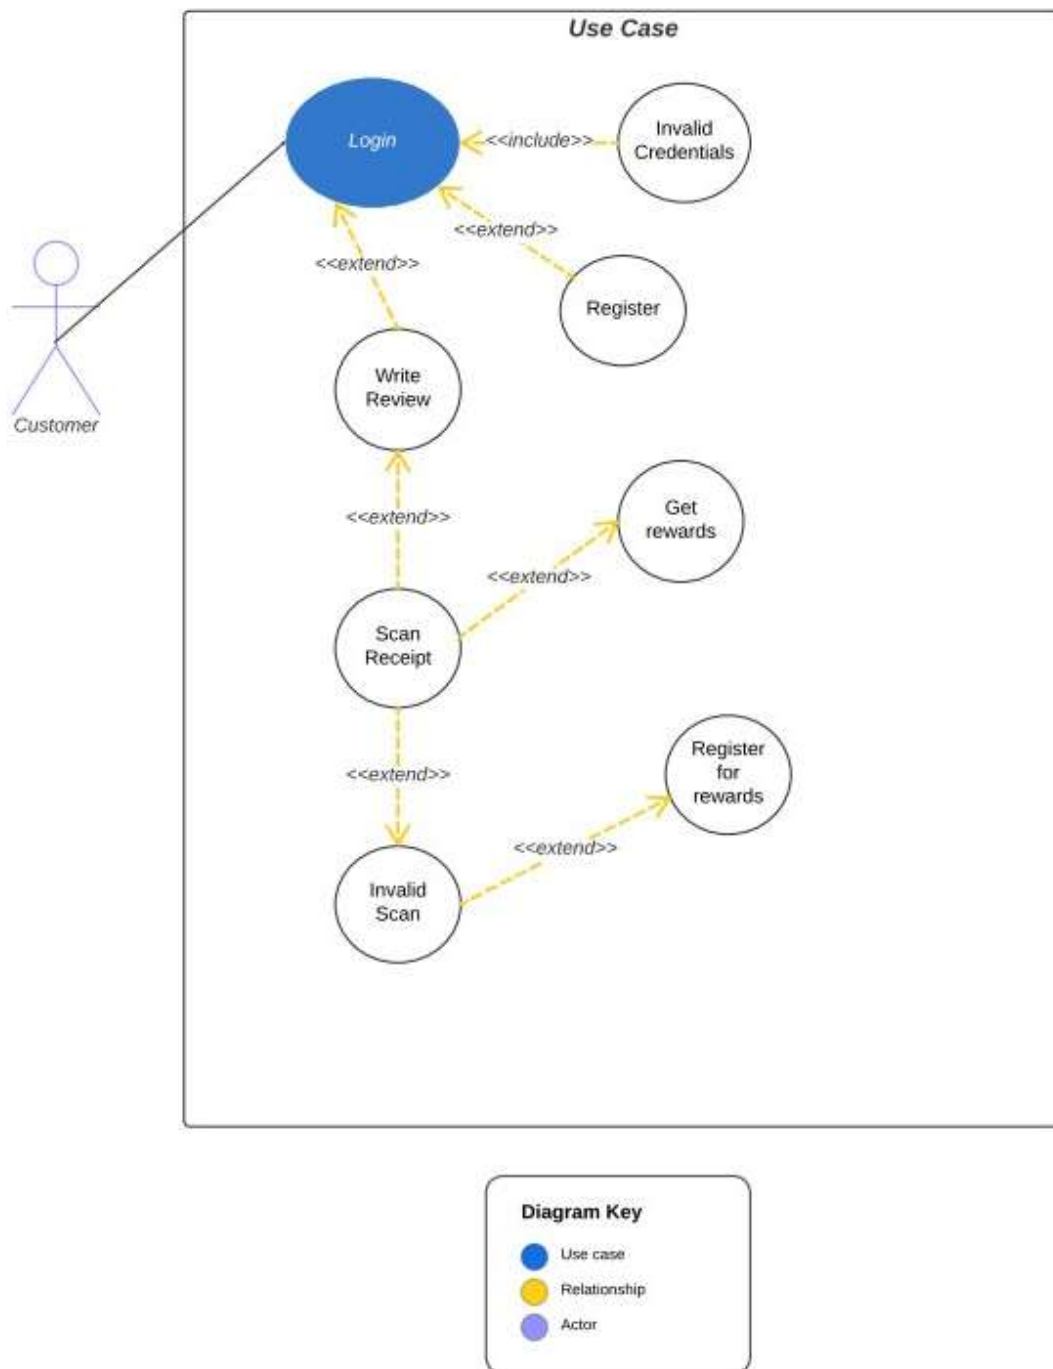 Use Case
Login
<<include>>
Invalid
Credentials
<<extend>>
<<extend>>
Register
Write
Review
Customer
<<extend>>
Get
rewards
<<extend>>
Scan
Receipt
<<extend>>
Register
for
rewards
<<extend>>
Invalid
Scan
Diagram Key
Use case
Relationship
Actor